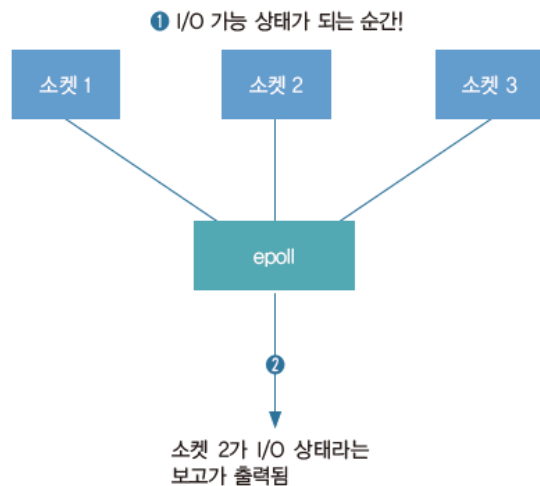 ❶ I/O 가능 상태가 되는 순간!
소켓 1
소켓 2
소켓 3
epoll
❷
소켓 2가 I/O 상태라는
보고가 출력됨